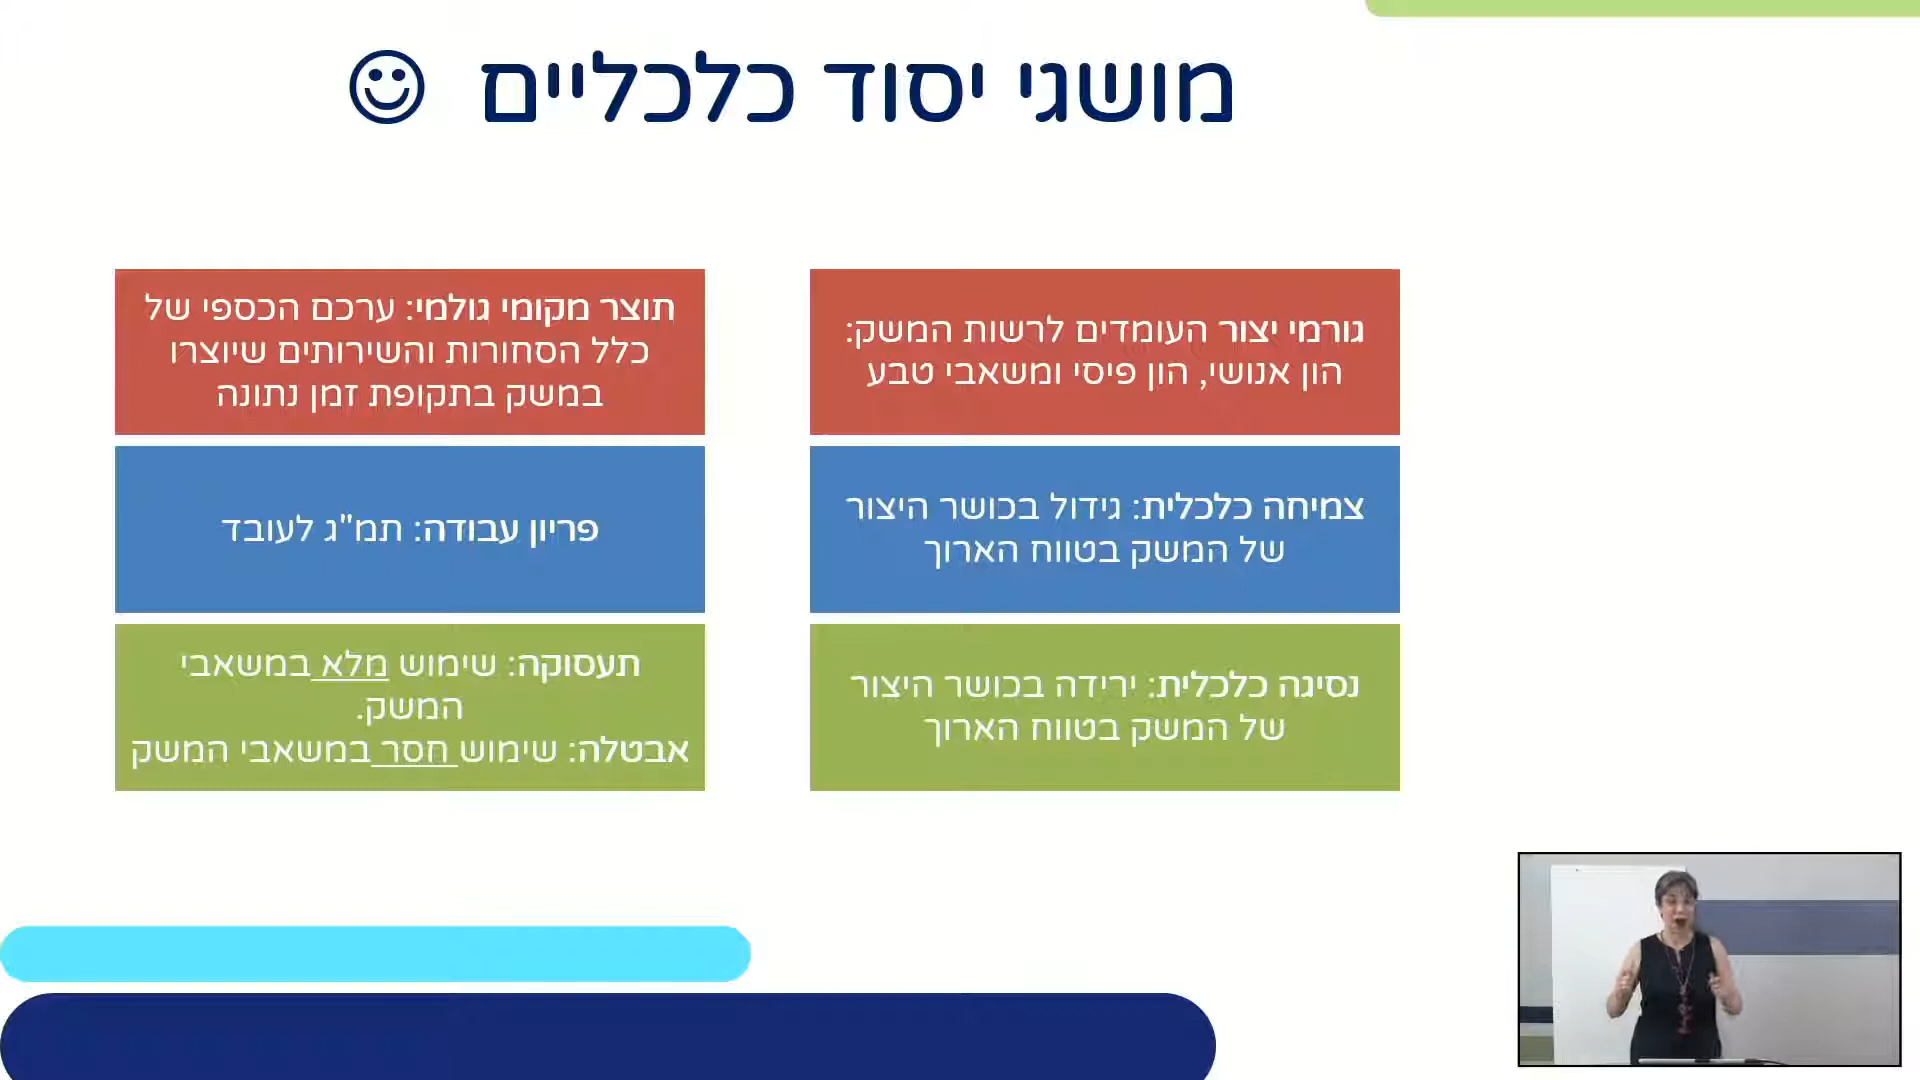 מושגי יסוד כלכליים ☺
גורמי יצור העומדים לרשות המשק:
הון אנושי, הון פיסי ומשאבי טבע
צמיחה כלכלית: גידול בכושר היצור
של המשק בטווח הארוך
נסיגה כלכלית: ירידה בכושר היצור
של המשק בטווח הארוך
תוצר מקומי גולמי: ערכם הכספי של
כלל הסחורות והשירותים שיוצרו
במשק בתקופת זמן נתונה
פריון עבודה: תמ"ג לעובד
תעסוקה: שימוש מלא במשאבי
המשק.
אבטלה: שימוש חסר במשאבי המשק